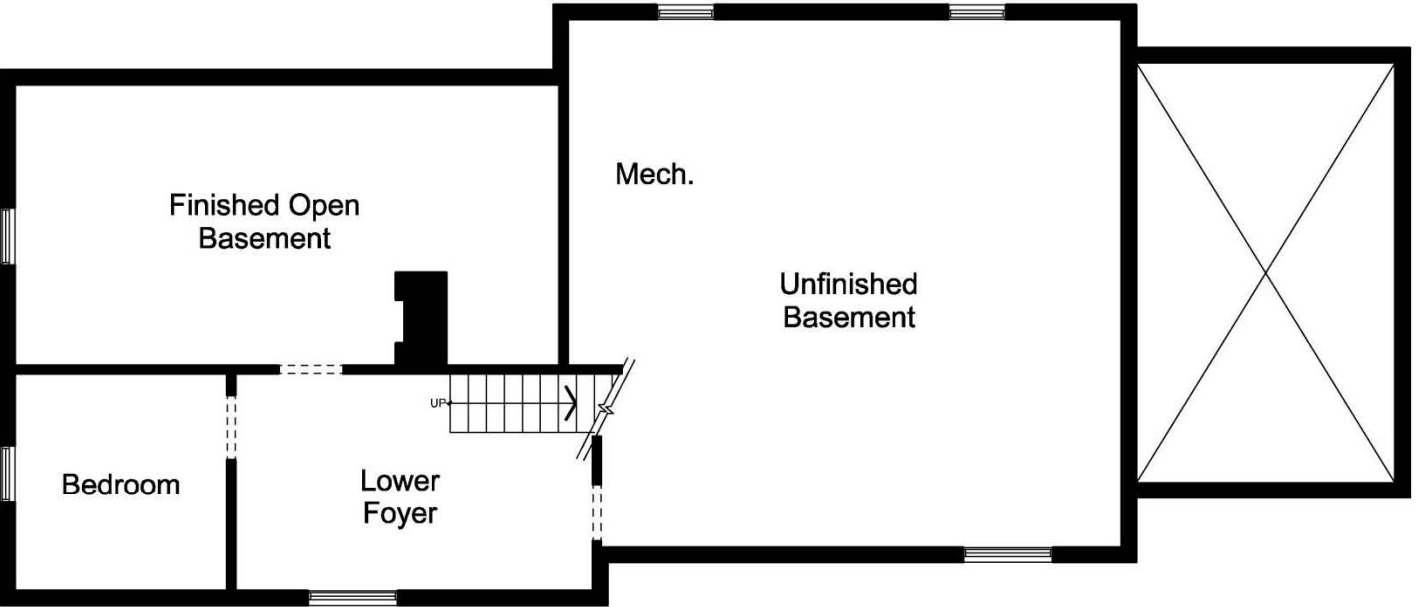 Mech.
Finished Open
Basement
Unfinished
Basement
UP
Bedroom
Lower
Foyer